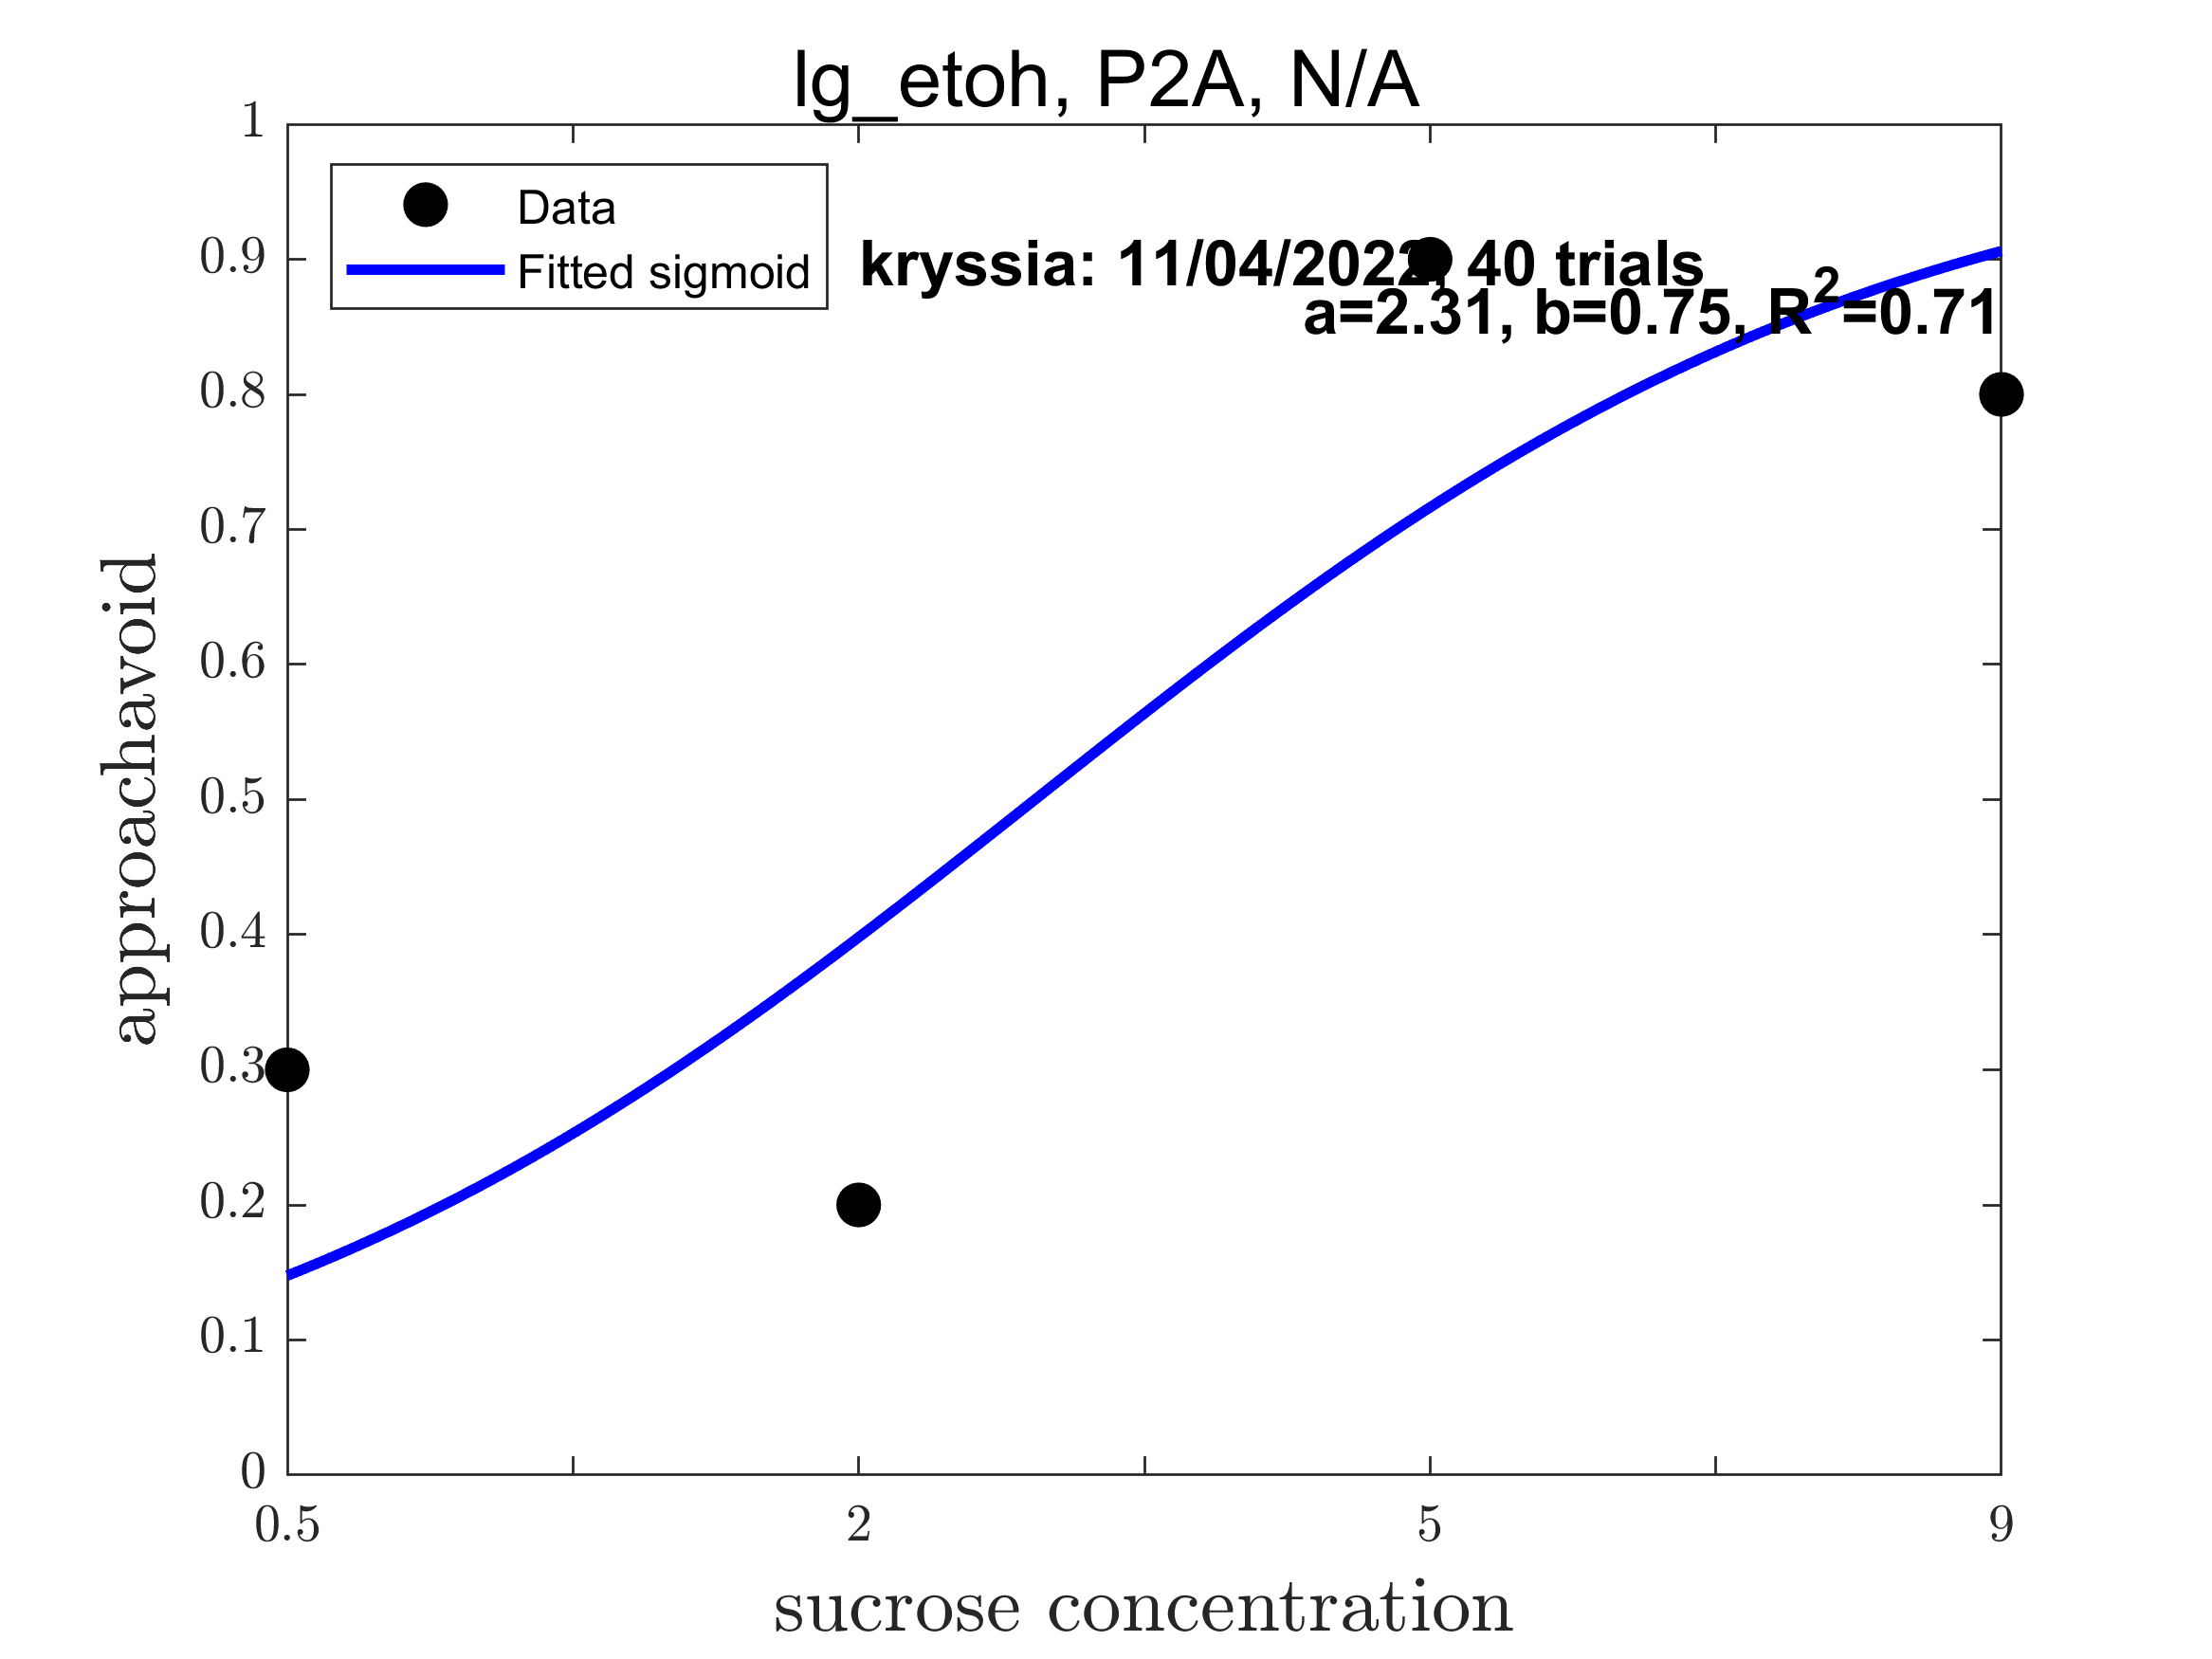 lg_etoh, P2A, N/A
1
Data
Fitted sigmoid
kryssia: 11/04/2022, 40 trials
a=2.31, b=0.75, R²=0.71
0.9
0.8
0.7
0.6
0.5
0.4
0.3
0.2
0.1
0
approachavoid
0.5 2 5 9
sucrose concentration